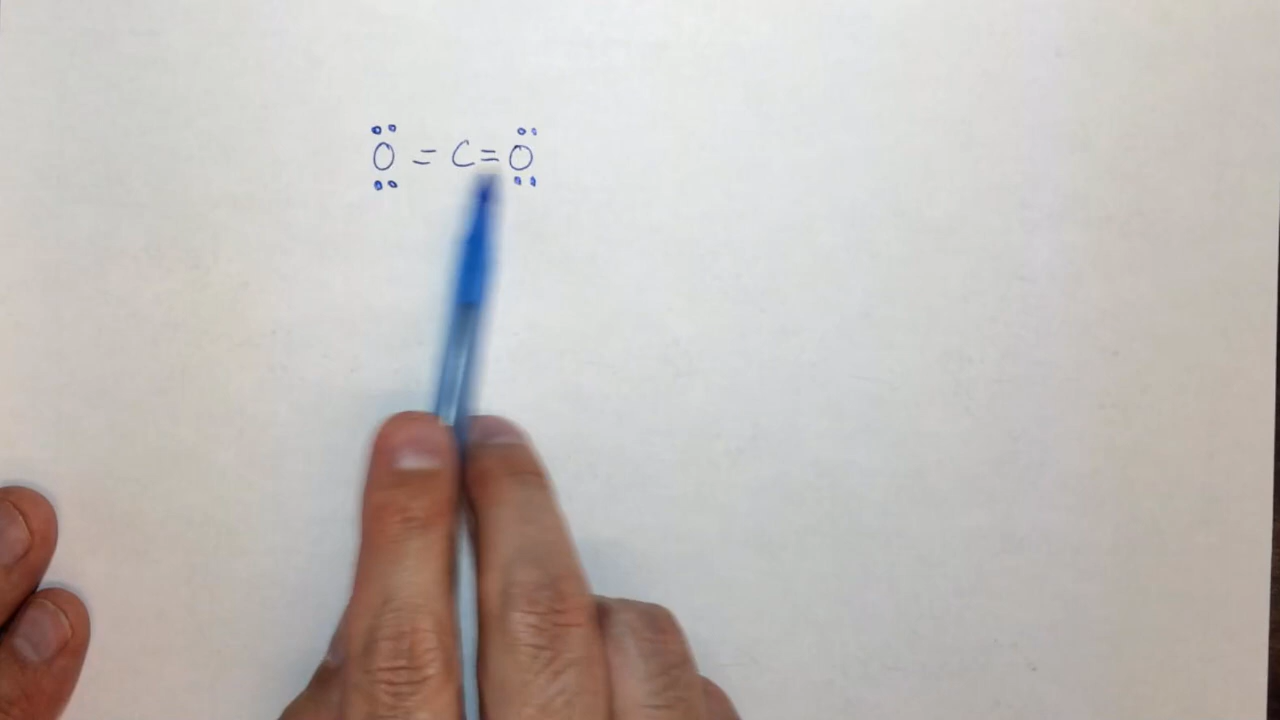 O = C = O